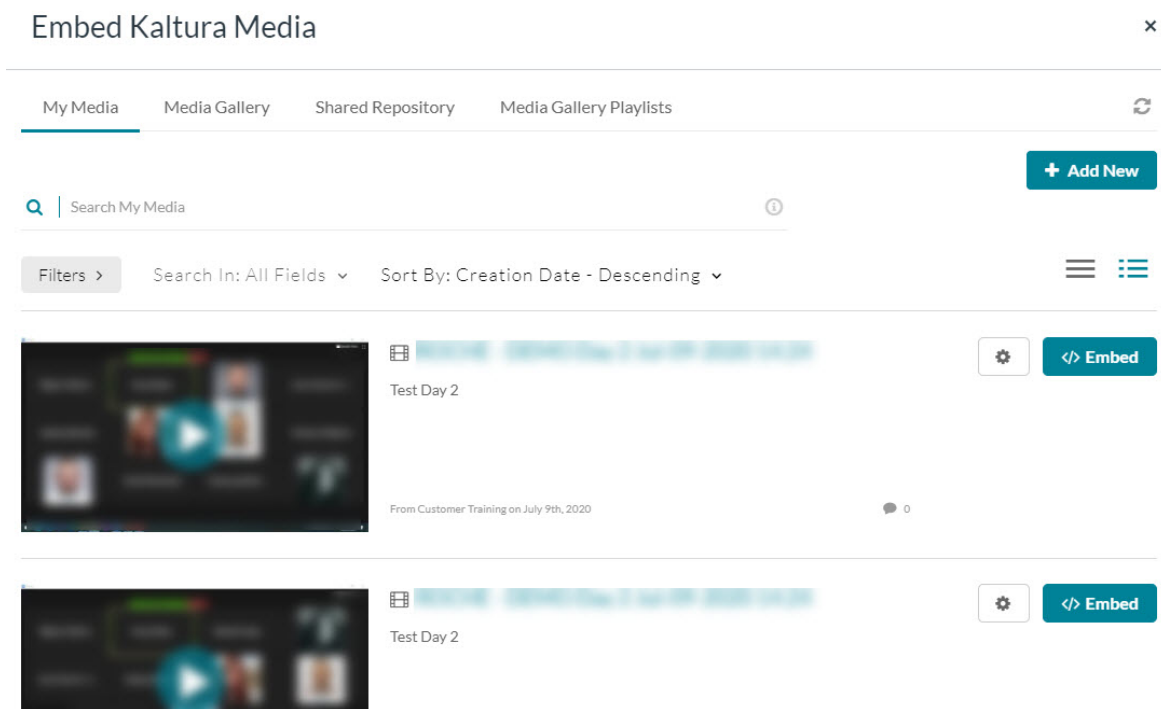 Embed Kaltura Media ×
My Media Media Gallery Shared Repository Media Gallery Playlists
+ Add New
Search My Media
Filters > Search In: All Fields Sort By: Creation Date - Descending
</> Embed
Test Day 2
From Customer Training on July 9th, 2020 0
</> Embed
Test Day 2